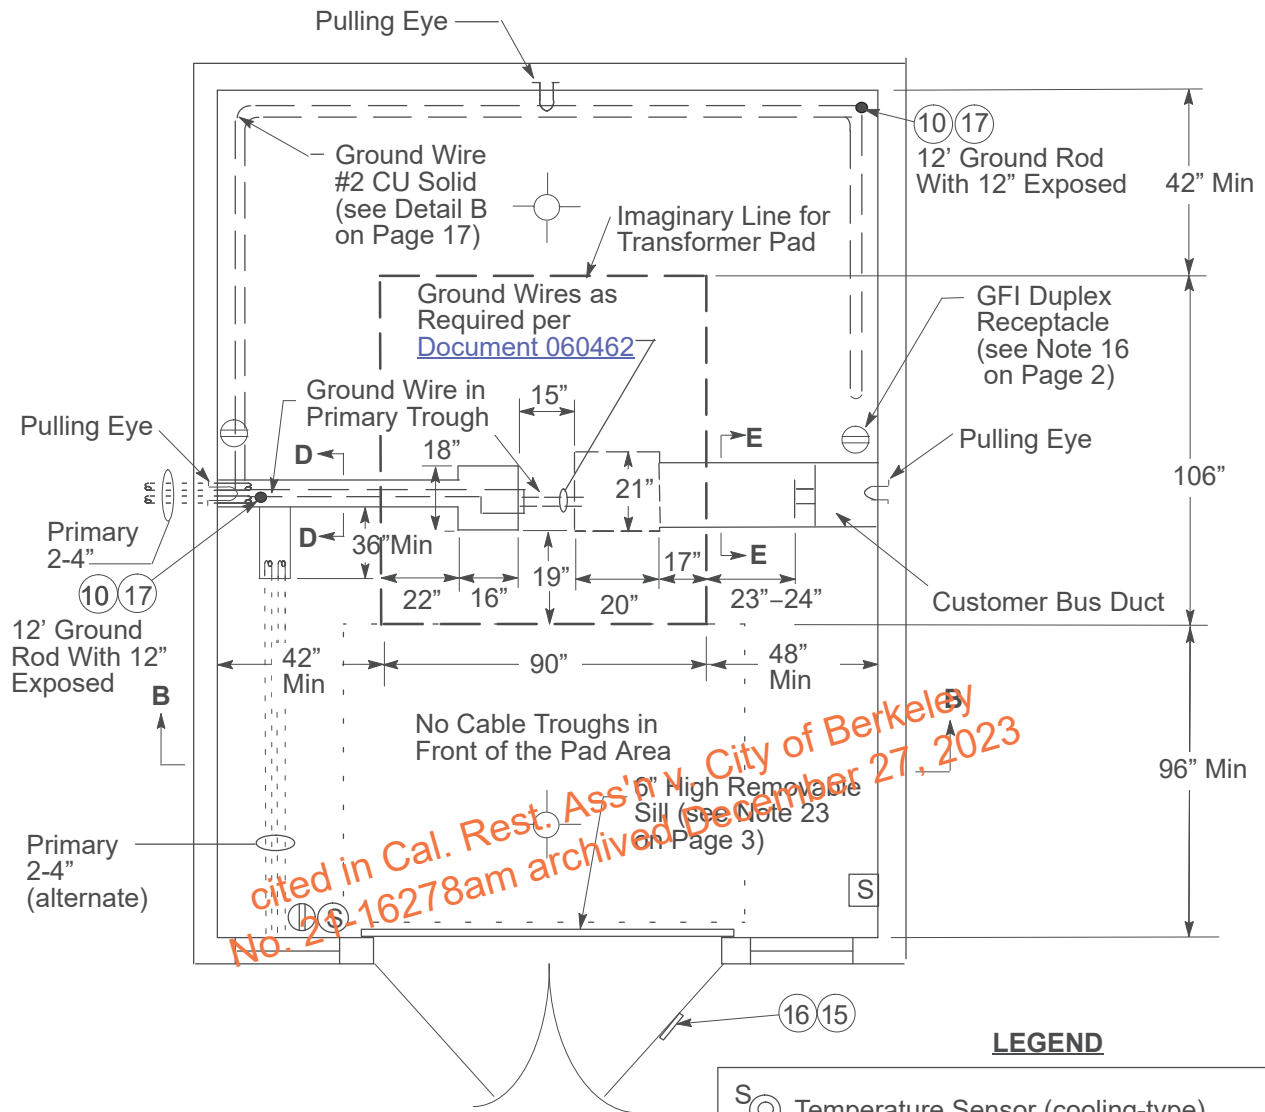 Pulling Eye
10 17
12’ Ground Rod
With 12” Exposed
42” Min
Ground Wire
#2 CU Solid
(see Detail B
on Page 17)
Imaginary Line for
Transformer Pad
Ground Wires as
Required per
Document 060462
GFI Duplex
Receptacle
(see Note 16
on Page 2)
Ground Wire in
Primary Trough
15”
Pulling Eye
D
18”
E
Pulling Eye
21”
106”
Primary
2-4”
D
36”Min
19”
17”
E
22”
16”
20”
23”–24”
10 17
12’ Ground
Rod With 12”
Exposed
Customer Bus Duct
42”
Min
90”
48”
Min
B
B
No Cable Troughs in
Front of the Pad Area
96” Min
6” High Removable
Sill (see Note 23
on Page 3)
cited in Cal. Rest. Ass'n v. City of Berkeley
No. 21-16278am archived December 27, 2023
Primary
2-4”
(alternate)
S
S
16 15
LEGEND
S
Temperature Sensor (cooling-type)